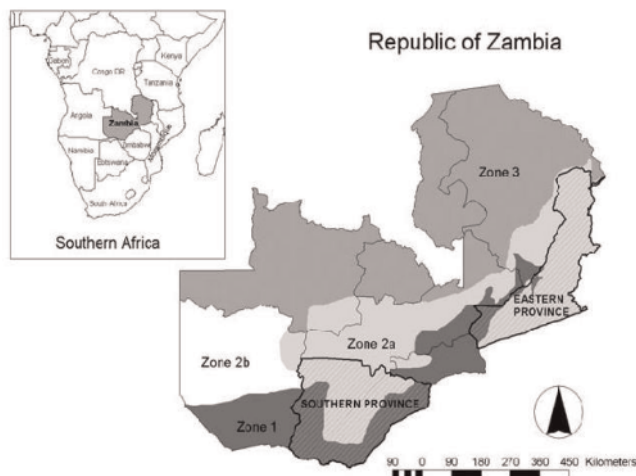 Republic of Zambia
Gabon
Congo DR
Kenya
Tanzania
Angola
Zambia
Mozambique
Zimbabwe
Namibia
Botswana
South Africa
Southern Africa
Zone 3
EASTERN
PROVINCE
Zone 2a
Zone 2b
SOUTHERN PROVINCE
Zone 1
90 0 90 180 270 360 450 Kilometers